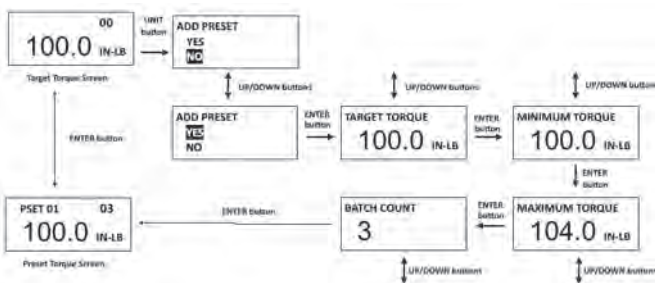 00
100.0 IN-LB
Target Torque Screen
UNIT
button
ADD PRESET
YES
NO
UP/DOWN buttons
ADD PRESET
YES
NO
ENTER
button
UP/DOWN buttons
TARGET TORQUE
100.0 IN-LB
ENTER
button
UP/DOWN buttons
MINIMUM TORQUE
100.0 IN-LB
ENTER
button
MAXIMUM TORQUE
104.0 IN-LB
UP/DOWN buttons
ENTER
button
BATCH COUNT
3
UP/DOWN buttons
ENTER button
PSET 01 03
100.0 IN-LB
Preset Torque Screen
ENTER button